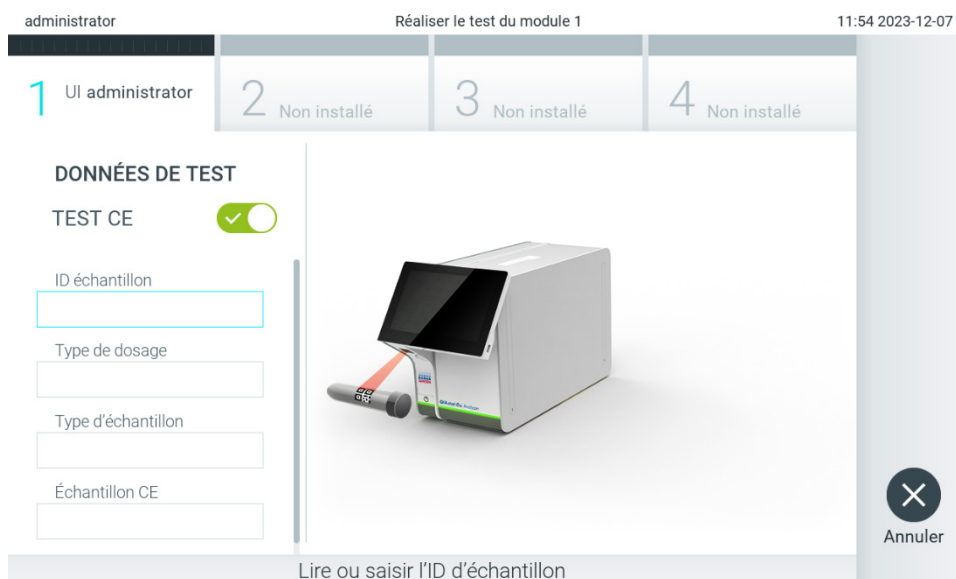 administrator
Réaliser le test du module 1
11:54 2023-12-07
1 UI administrator
2 Non installé
3 Non installé
4 Non installé
DONNÉES DE TEST
TEST CE
ID échantillon
Type de dosage
Type d’échantillon
Échantillon CE
Annuler
Lire ou saisir l’ID d’échantillon